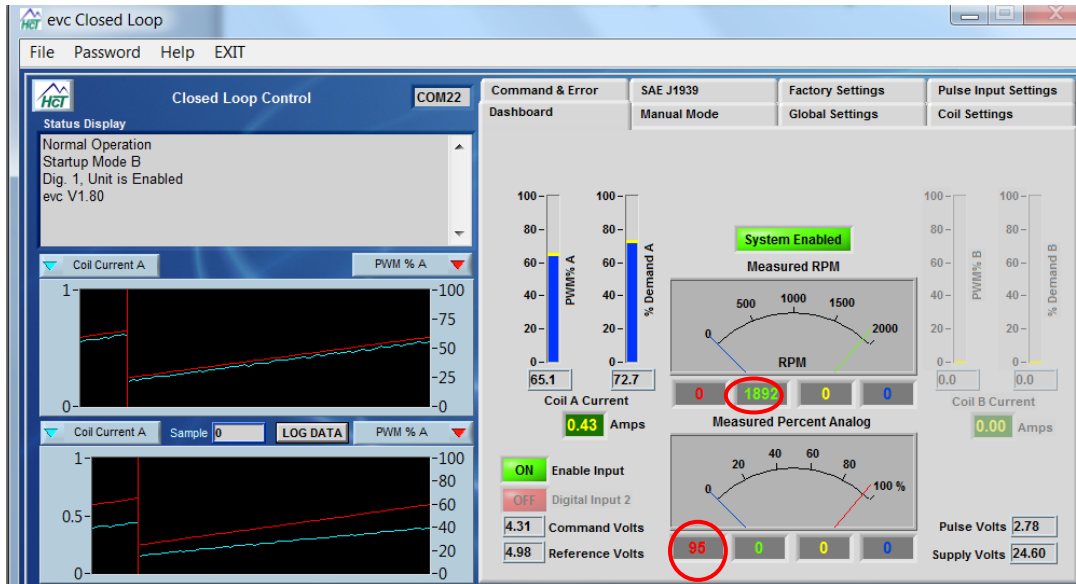 HCT evc Closed Loop
File Password Help EXIT
HCT Closed Loop Control COM22
Status Display
Normal Operation
Startup Mode B
Dig. 1, Unit is Enabled
evc V1.80
Coil Current A PWM % A
1 100
75
50
25
0 0
Coil Current A Sample 0 LOG DATA PWM % A
1 100
80
0.5 60
40
20
0 0
Command & Error SAE J1939 Factory Settings Pulse Input Settings
Dashboard Manual Mode Global Settings Coil Settings
100 80 60 40 20 0
PWM% A
65.1
100 80 60 40 20 0
% Demand A
72.7
Coil A Current
0.43 Amps
System Enabled
Measured RPM
0 500 1000 1500 2000
RPM
0 1892 0 0
Measured Percent Analog
0 20 40 60 80 100 %
95 0 0 0
100 80 60 40 20 0
PWM% B
0.0
100 80 60 40 20 0
% Demand B
0.0
Coil B Current
0.00 Amps
ON Enable Input
OFF Digital Input 2
4.31 Command Volts
4.98 Reference Volts
Pulse Volts 2.78
Supply Volts 24.60